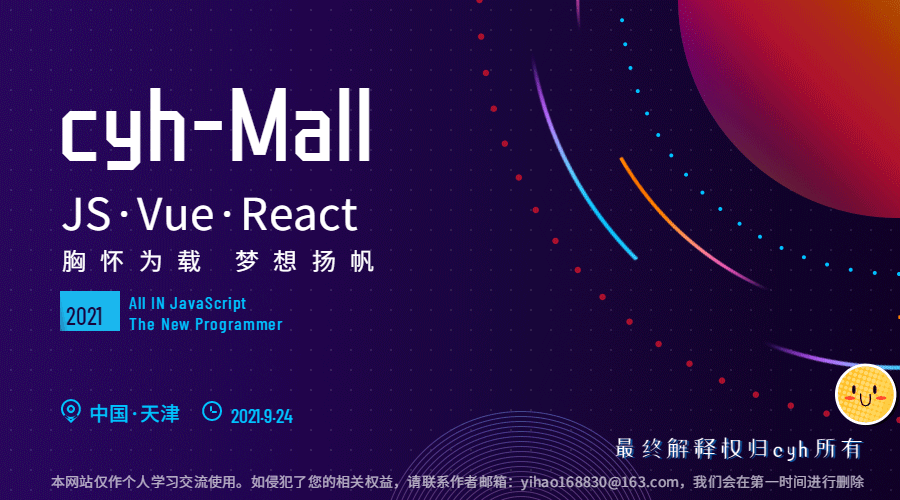 cyh-Mall
JS·Vue·React
胸怀为载 梦想扬帆
2021
All IN JavaScript
The New Programmer
中国·天津
2021-9-24
最终解释权归cyh所有
本网站仅作个人学习交流使用。如侵犯了您的相关权益，请联系作者邮箱：yihao168830@163.com，我们会在第一时间进行删除